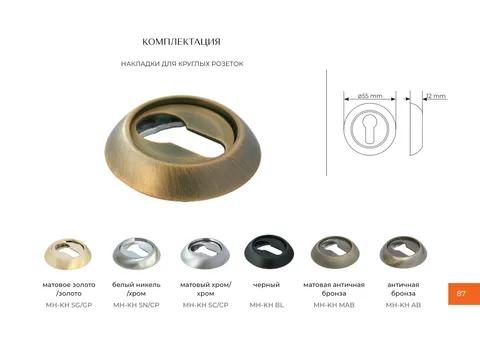 КОМПЛЕКТАЦИЯ
НАКЛАДКИ ДЛЯ КРУГЛЫХ РОЗЕТОК
ø55 mm
12 mm
матовое золото
/золото
MH-KH SG/GP
белый никель
/хром
MH-KH SN/CP
матовый хром/
хром
MH-KH SC/CP
черный
MH-KH BL
матовая античная
бронза
MH-KH MAB
античная
бронза
MH-KH AB
87